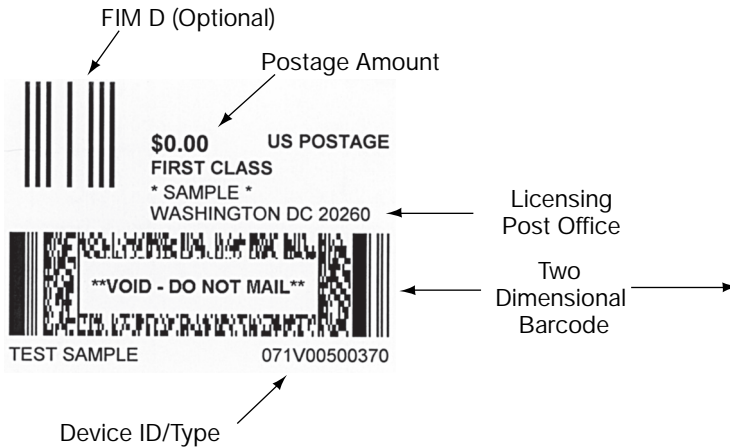 FIM D (Optional)
Postage Amount
$0.00 US POSTAGE
FIRST CLASS
* SAMPLE *
WASHINGTON DC 20260
Licensing
Post Office
**VOID - DO NOT MAIL**
Two
Dimensional
Barcode
TEST SAMPLE 071V00500370
Device ID/Type